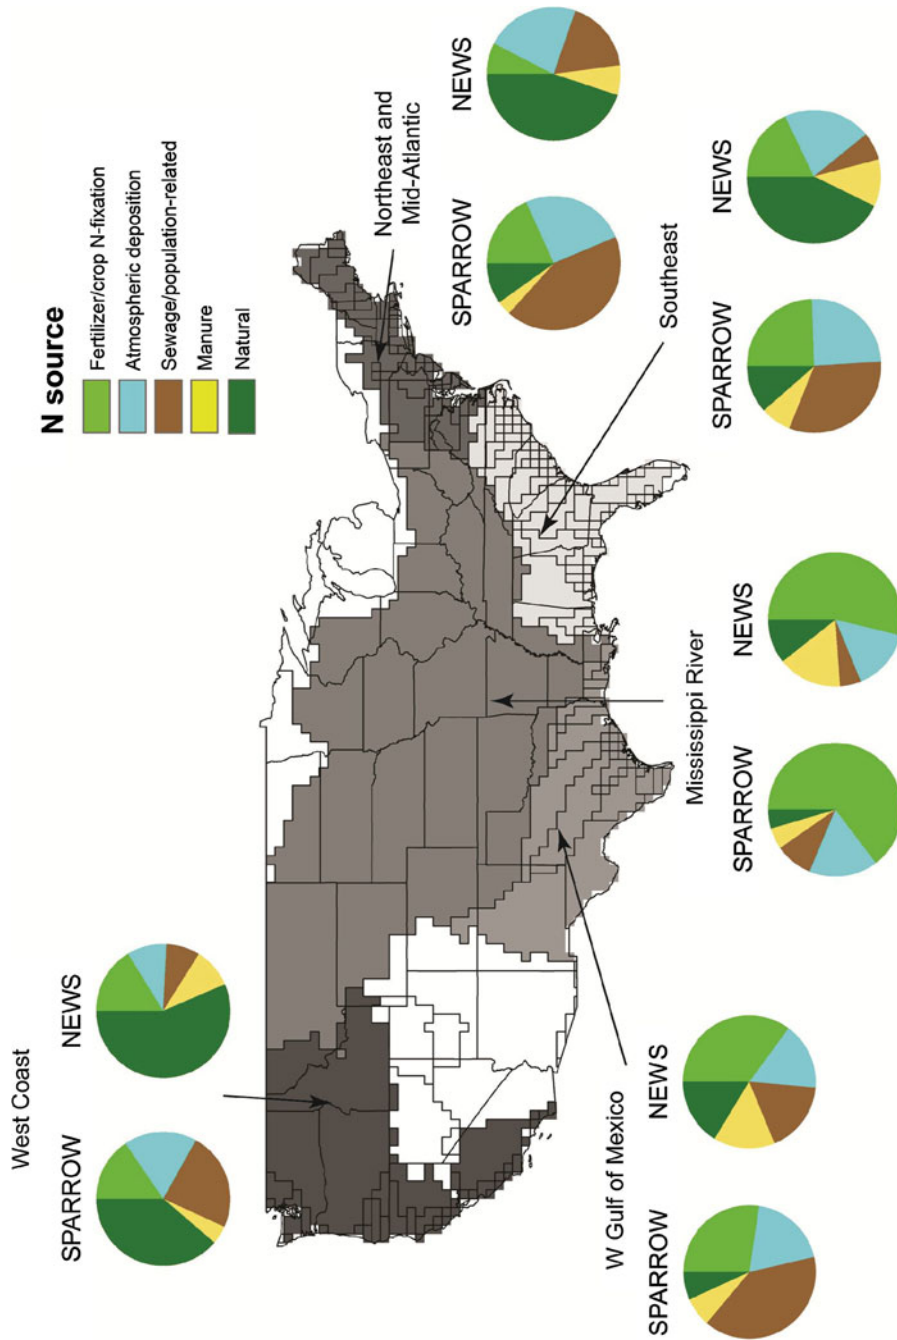 West Coast
SPARROW
NEWS
N source
Fertilizer/crop N-fixation
Atmospheric deposition
Sewage/population-related
Manure
Natural
Northeast and
Mid-Atlantic
SPARROW
NEWS
Southeast
SPARROW
NEWS
Mississippi River
SPARROW
NEWS
W Gulf of Mexico
SPARROW
NEWS